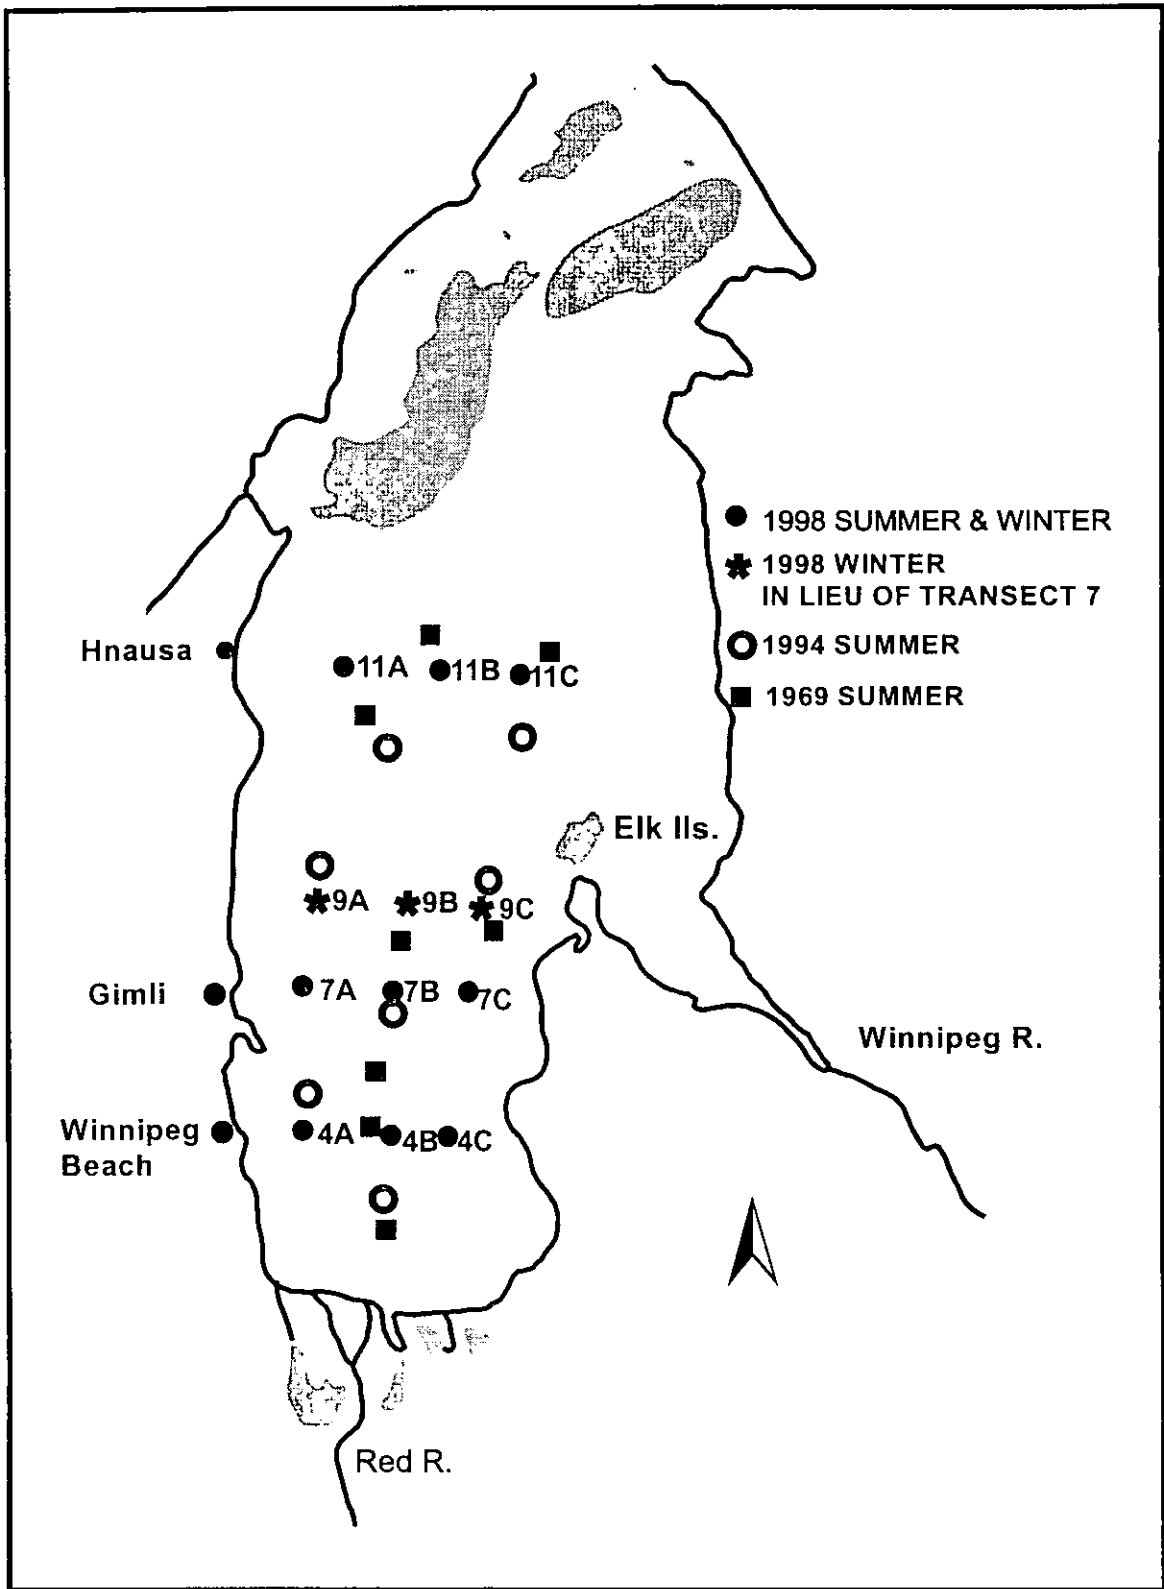 1998 SUMMER & WINTER
1998 WINTER
IN LIEU OF TRANSECT 7
1994 SUMMER
1969 SUMMER
Hnausa
11A
11B
11C
Elk Ils.
9A
9B
9C
Gimli
7A
7B
7C
Winnipeg R.
Winnipeg
Beach
4A
4B
4C
Red R.